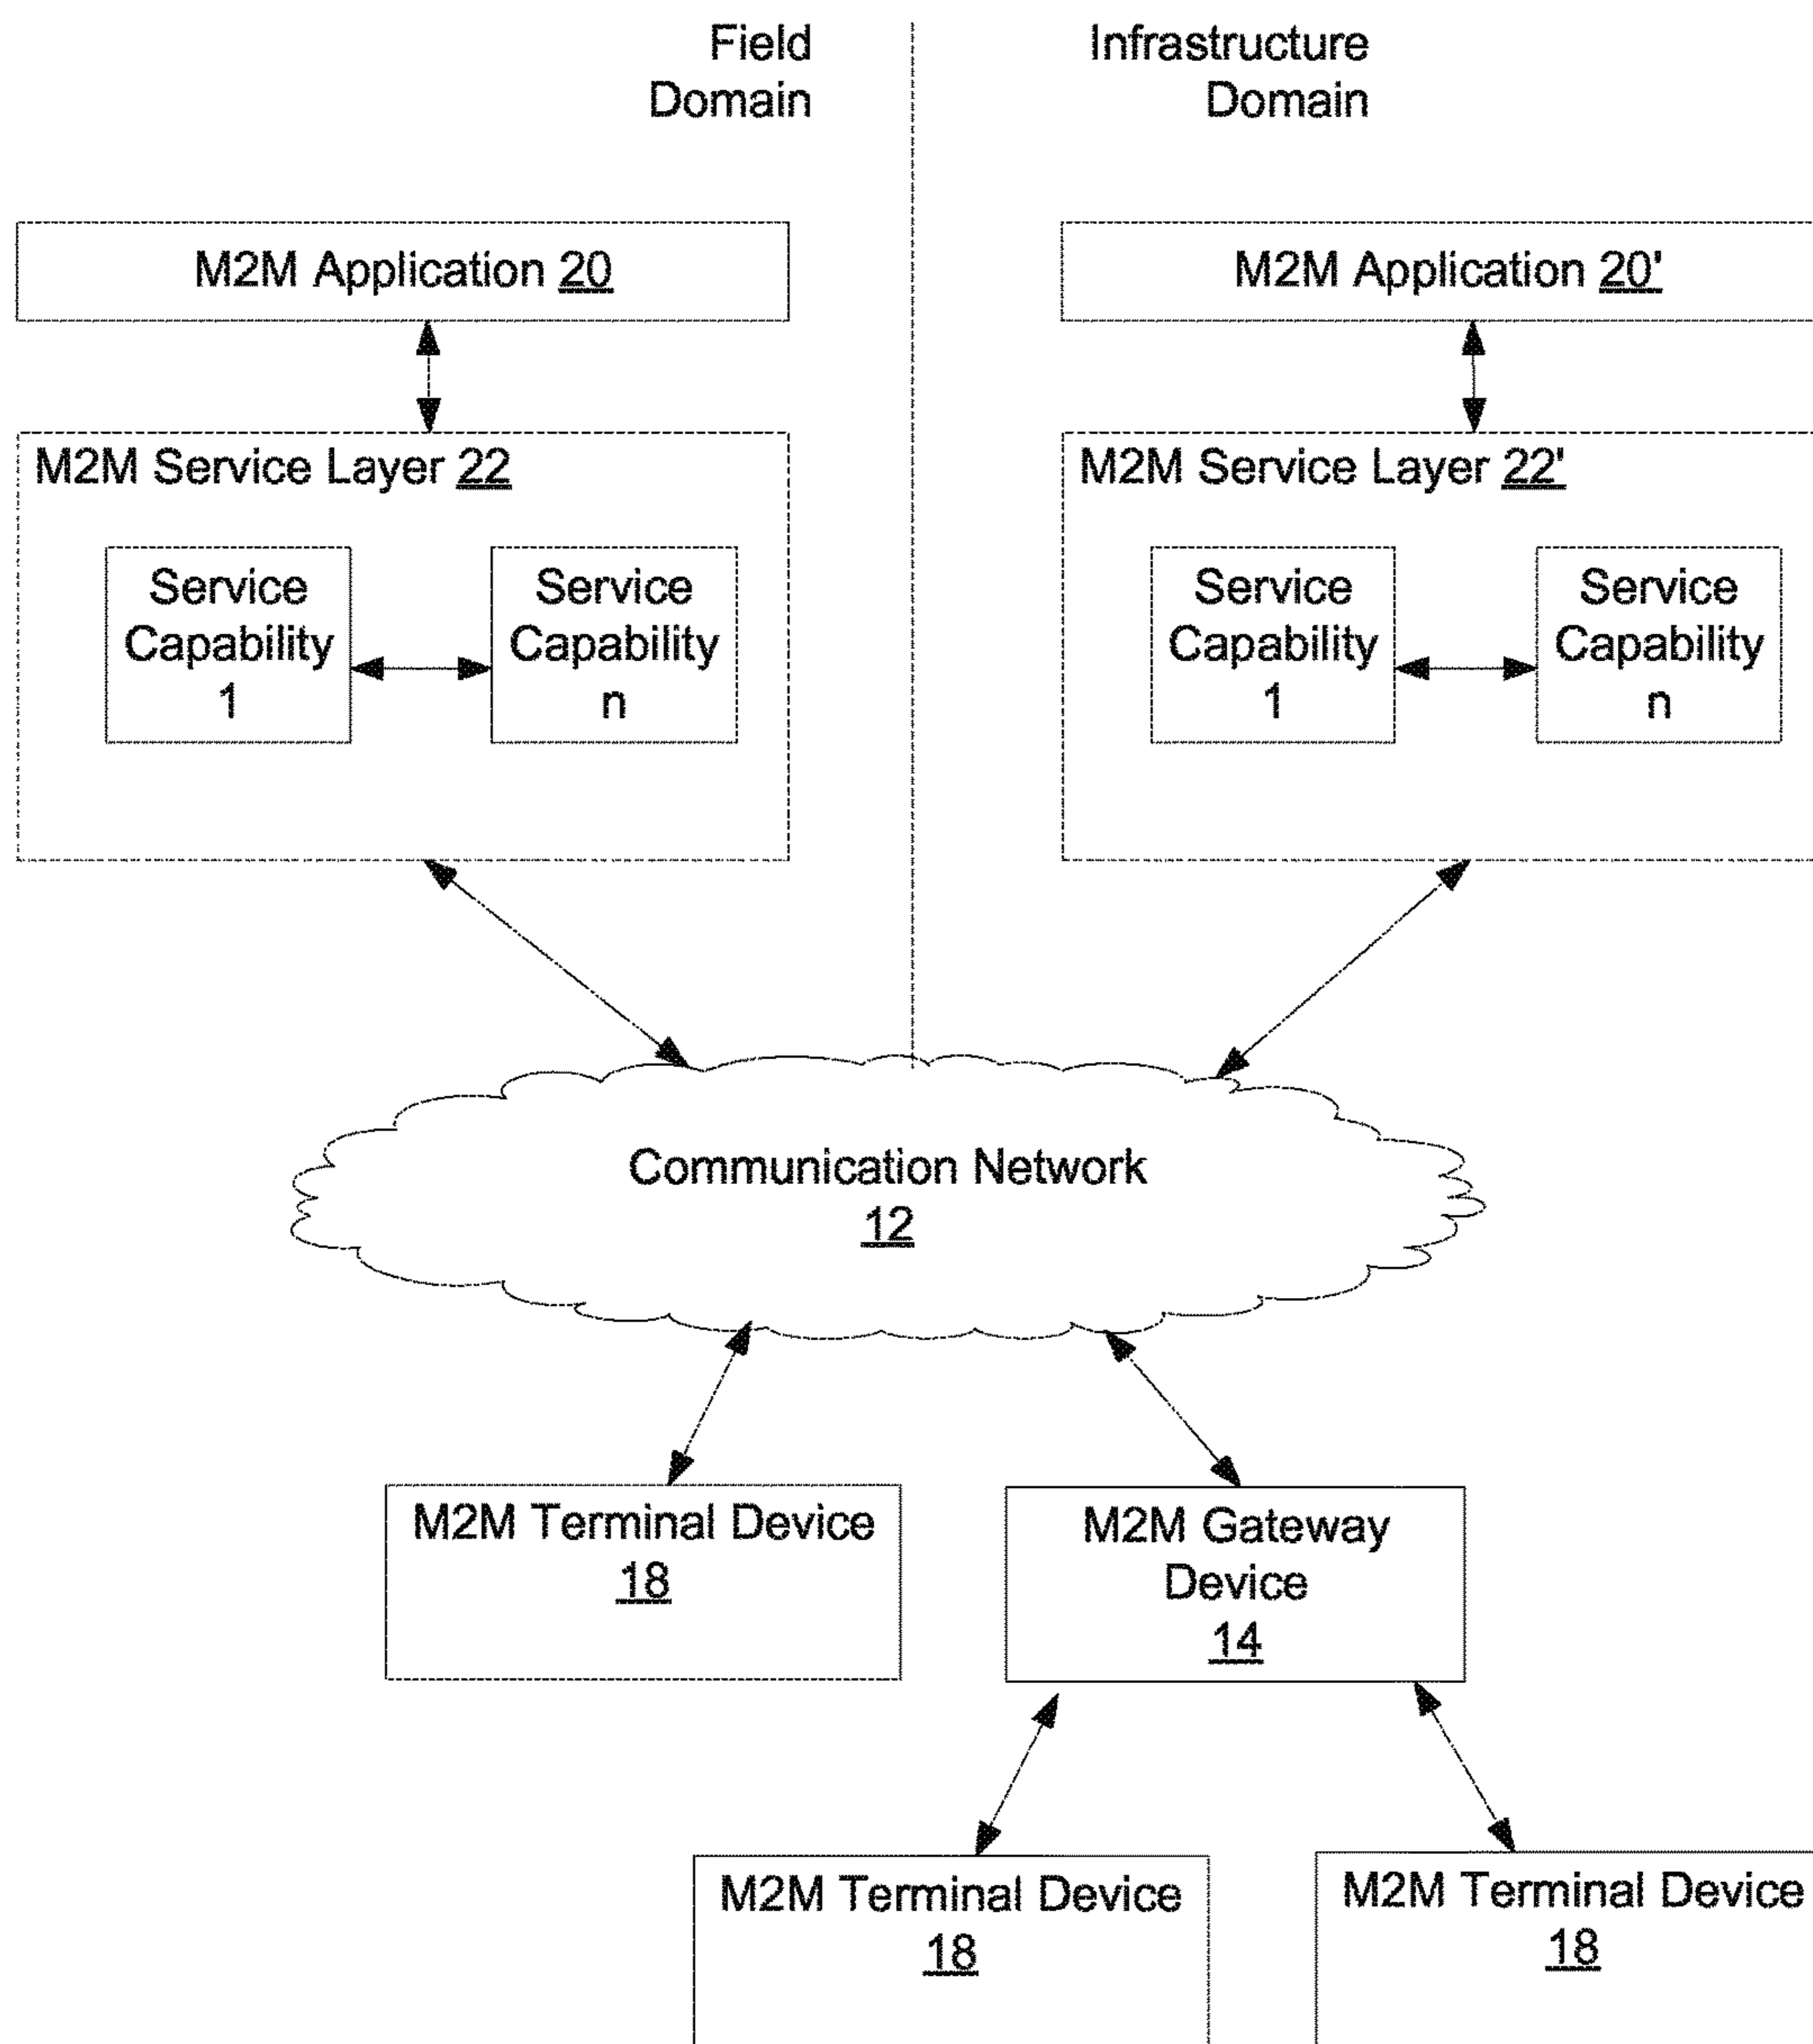 Field
Domain
Infrastructure
Domain
M2M Application 20
M2M Application 20'
M2M Service Layer 22
Service
Capability
1
Service
Capability
n
M2M Service Layer 22'
Service
Capability
1
Service
Capability
n
Communication Network
12
M2M Terminal Device
18
M2M Gateway
Device
14
M2M Terminal Device
18
M2M Terminal Device
18